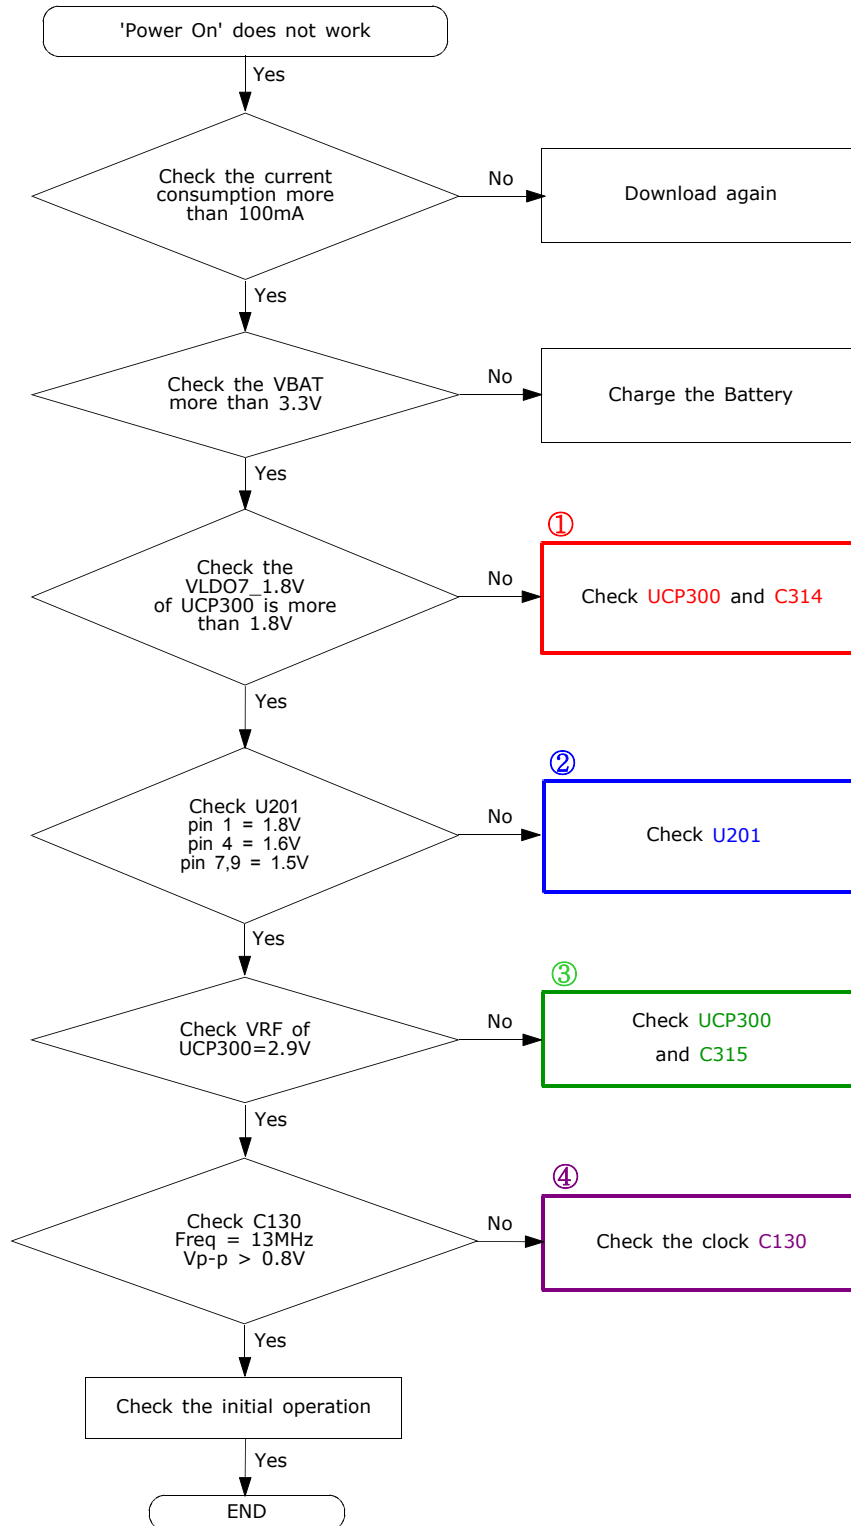 'Power On' does not work
Yes
Check the current
consumption more
than 100mA
No
Download again
Yes
Check the VBAT
more than 3.3V
No
Charge the Battery
Yes
①
Check the
VLDO7_1.8V
of UCP300 is more
than 1.8V
No
Check UCP300 and C314
Yes
②
Check U201
pin 1 = 1.8V
pin 4 = 1.6V
pin 7,9 = 1.5V
No
Check U201
Yes
③
Check VRF of
UCP300=2.9V
No
Check UCP300
and C315
Yes
④
Check C130
Freq = 13MHz
Vp-p > 0.8V
No
Check the clock C130
Yes
Check the initial operation
Yes
END